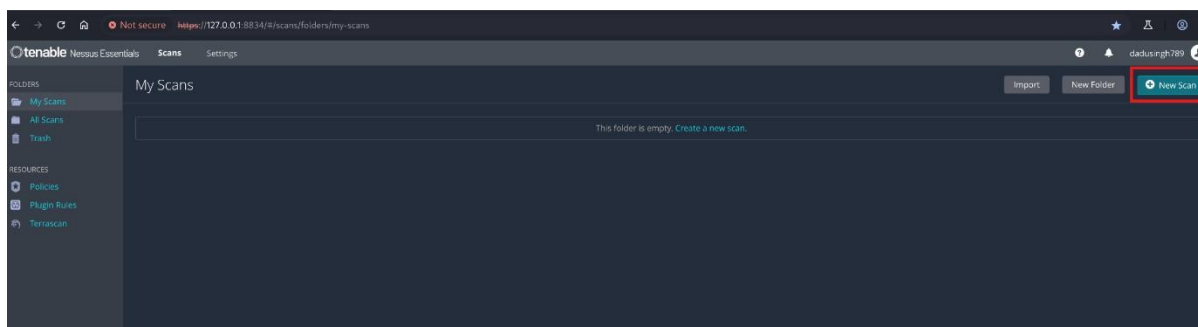 Not secure https://127.0.0.1:8834/#/scans/folders/my-scans
tenable Nessus Essentials Scans Settings dadusingh789
FOLDERS
My Scans
All Scans
Trash
RESOURCES
Policies
Plugin Rules
Terrascan
My Scans Import New Folder New Scan
This folder is empty. Create a new scan.